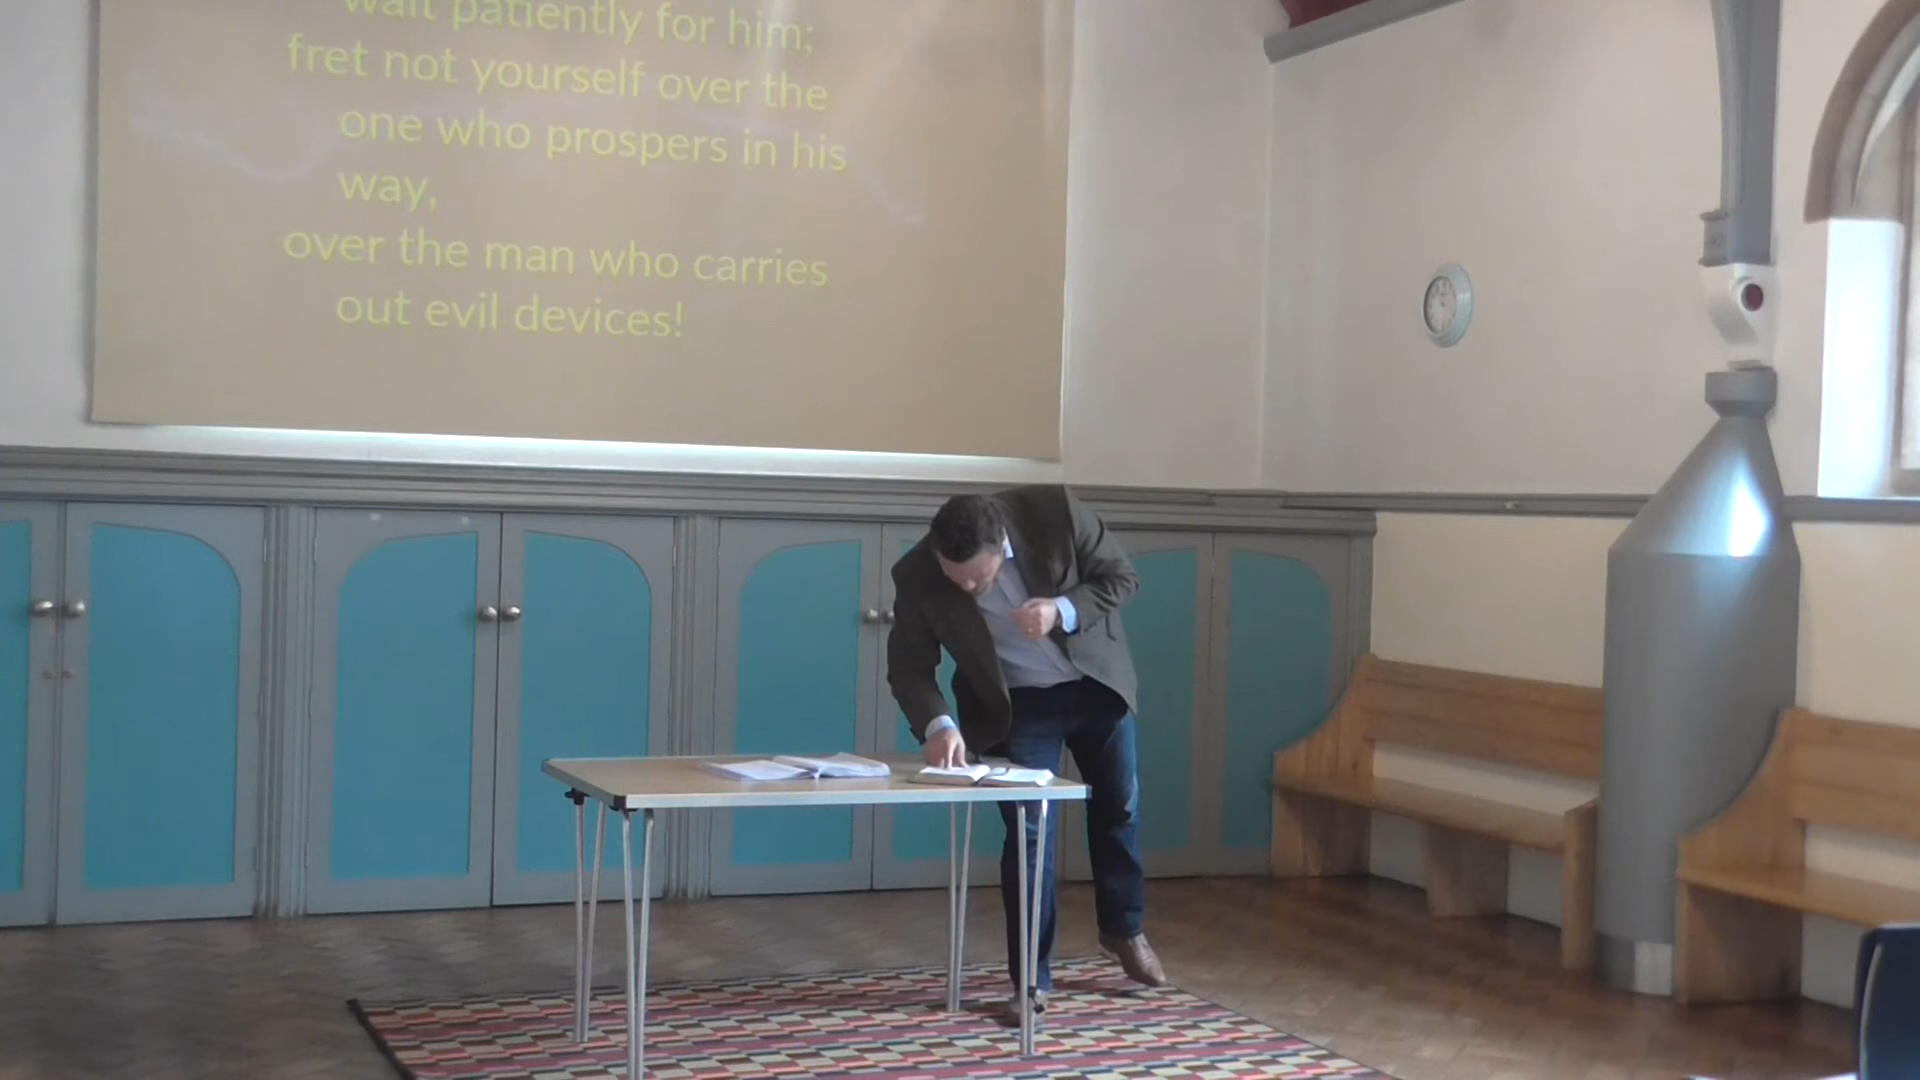 wait patiently for him;
fret not yourself over the
one who prospers in his
way,
over the man who carries
out evil devices!